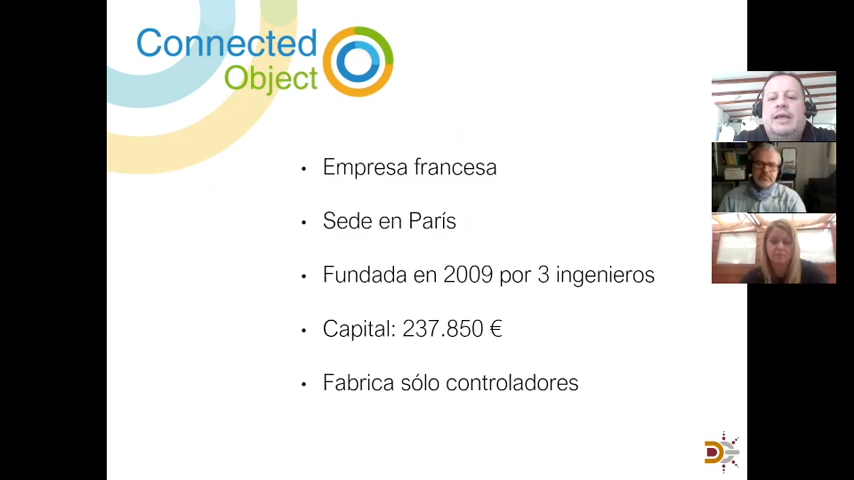 Connected
Object
• Empresa francesa
• Sede en París
• Fundada en 2009 por 3 ingenieros
• Capital: 237.850 €
• Fabrica sólo controladores